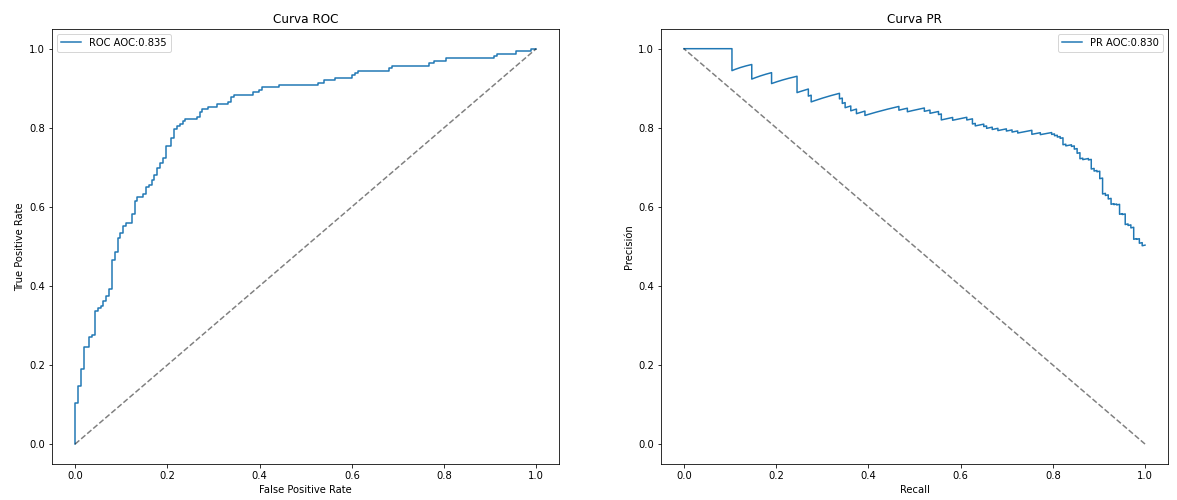 Curva ROC
ROC AOC:0.835
True Positive Rate
1.0
0.8
0.6
0.4
0.2
0.0
0.0 0.2 0.4 0.6 0.8 1.0
False Positive Rate
Curva PR
PR AOC:0.830
Precisión
1.0
0.8
0.6
0.4
0.2
0.0
0.0 0.2 0.4 0.6 0.8 1.0
Recall